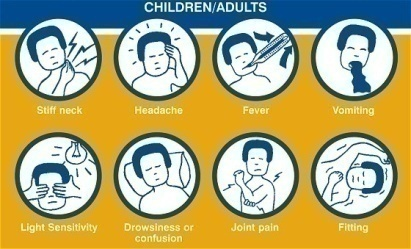 CHILDREN/ADULTS
Stiff neck
Headache
Fever
Vomiting
Light Sensitivity
Drowsiness or
confusion
Joint pain
Fitting